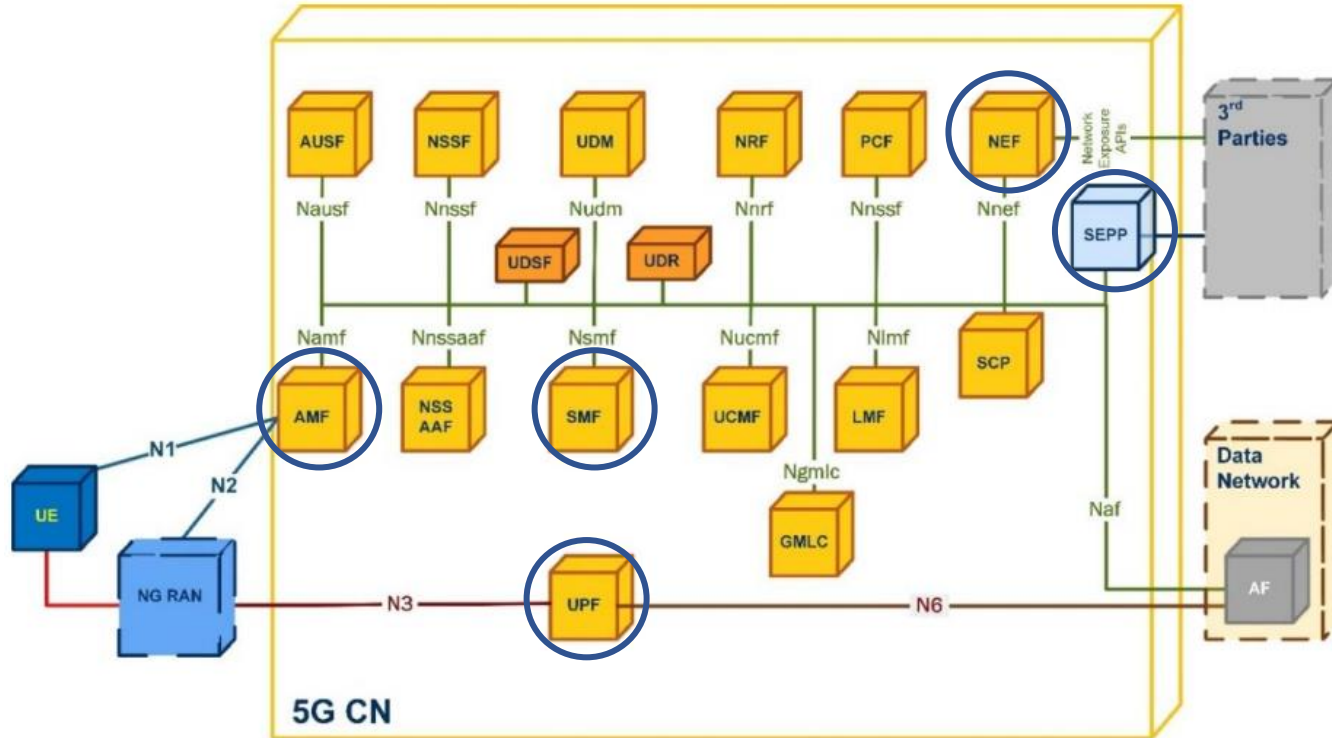 AUSF
NSSF
UDM
NRF
PCF
NEF
Network
Exposure
APIs
3rd
Parties
Nausf
Nnssf
Nudm
Nnrf
Nnssf
Nnef
SEPP
UDSF
UDR
Namf
Nnssaaf
Nsmf
Nucmf
Nlmf
SCP
AMF
NSS
AAF
SMF
UCMF
LMF
N1
N2
Ngmlc
Data
Network
UE
GMLC
Naf
NG RAN
N3
UPF
N6
AF
5G CN